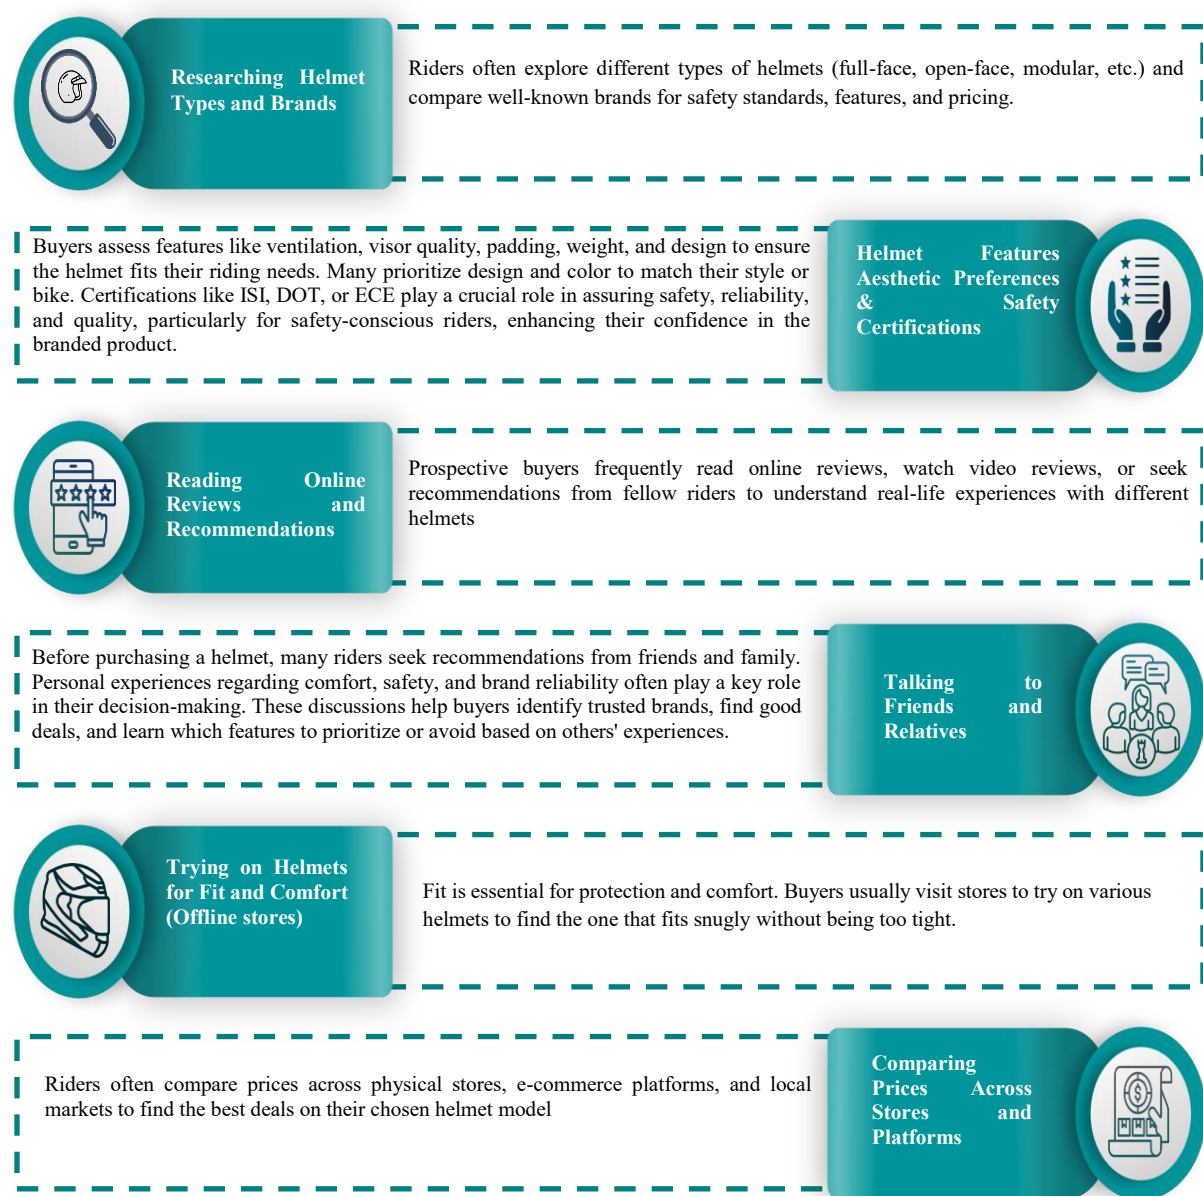 Researching Helmet
Types and Brands
Riders often explore different types of helmets (full-face, open-face, modular, etc.) and
compare well-known brands for safety standards, features, and pricing.
Buyers assess features like ventilation, visor quality, padding, weight, and design to ensure
the helmet fits their riding needs. Many prioritize design and color to match their style or
bike. Certifications like ISI, DOT, or ECE play a crucial role in assuring safety, reliability,
and quality, particularly for safety-conscious riders, enhancing their confidence in the
branded product.
Helmet Features
Aesthetic Preferences
& Safety
Certifications
Reading Online
Reviews and
Recommendations
Prospective buyers frequently read online reviews, watch video reviews, or seek
recommendations from fellow riders to understand real-life experiences with different
helmets
Before purchasing a helmet, many riders seek recommendations from friends and family.
Personal experiences regarding comfort, safety, and brand reliability often play a key role
in their decision-making. These discussions help buyers identify trusted brands, find good
deals, and learn which features to prioritize or avoid based on others' experiences.
Talking to
Friends and
Relatives
Trying on Helmets
for Fit and Comfort
(Offline stores)
Fit is essential for protection and comfort. Buyers usually visit stores to try on various
helmets to find the one that fits snugly without being too tight.
Riders often compare prices across physical stores, e-commerce platforms, and local
markets to find the best deals on their chosen helmet model
Comparing
Prices Across
Stores and
Platforms